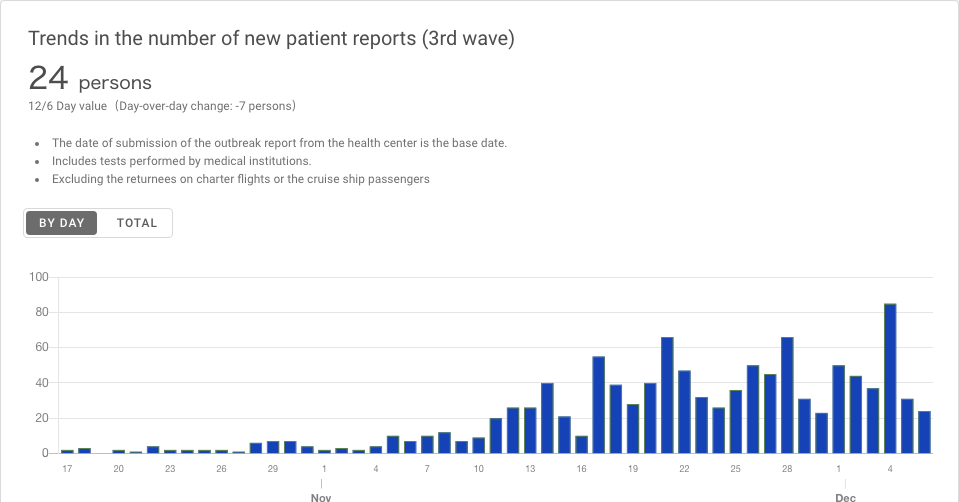 Trends in the number of new patient reports (3rd wave)
24 persons
12/6 Day value（Day-over-day change: -7 persons）
• The date of submission of the outbreak report from the health center is the base date.
• Includes tests performed by medical institutions.
• Excluding the returnees on charter flights or the cruise ship passengers
BY DAY TOTAL
100
80
60
40
20
0
17 20 23 26 29 1 4 7 10 13 16 19 22 25 28 1 4
Nov Dec